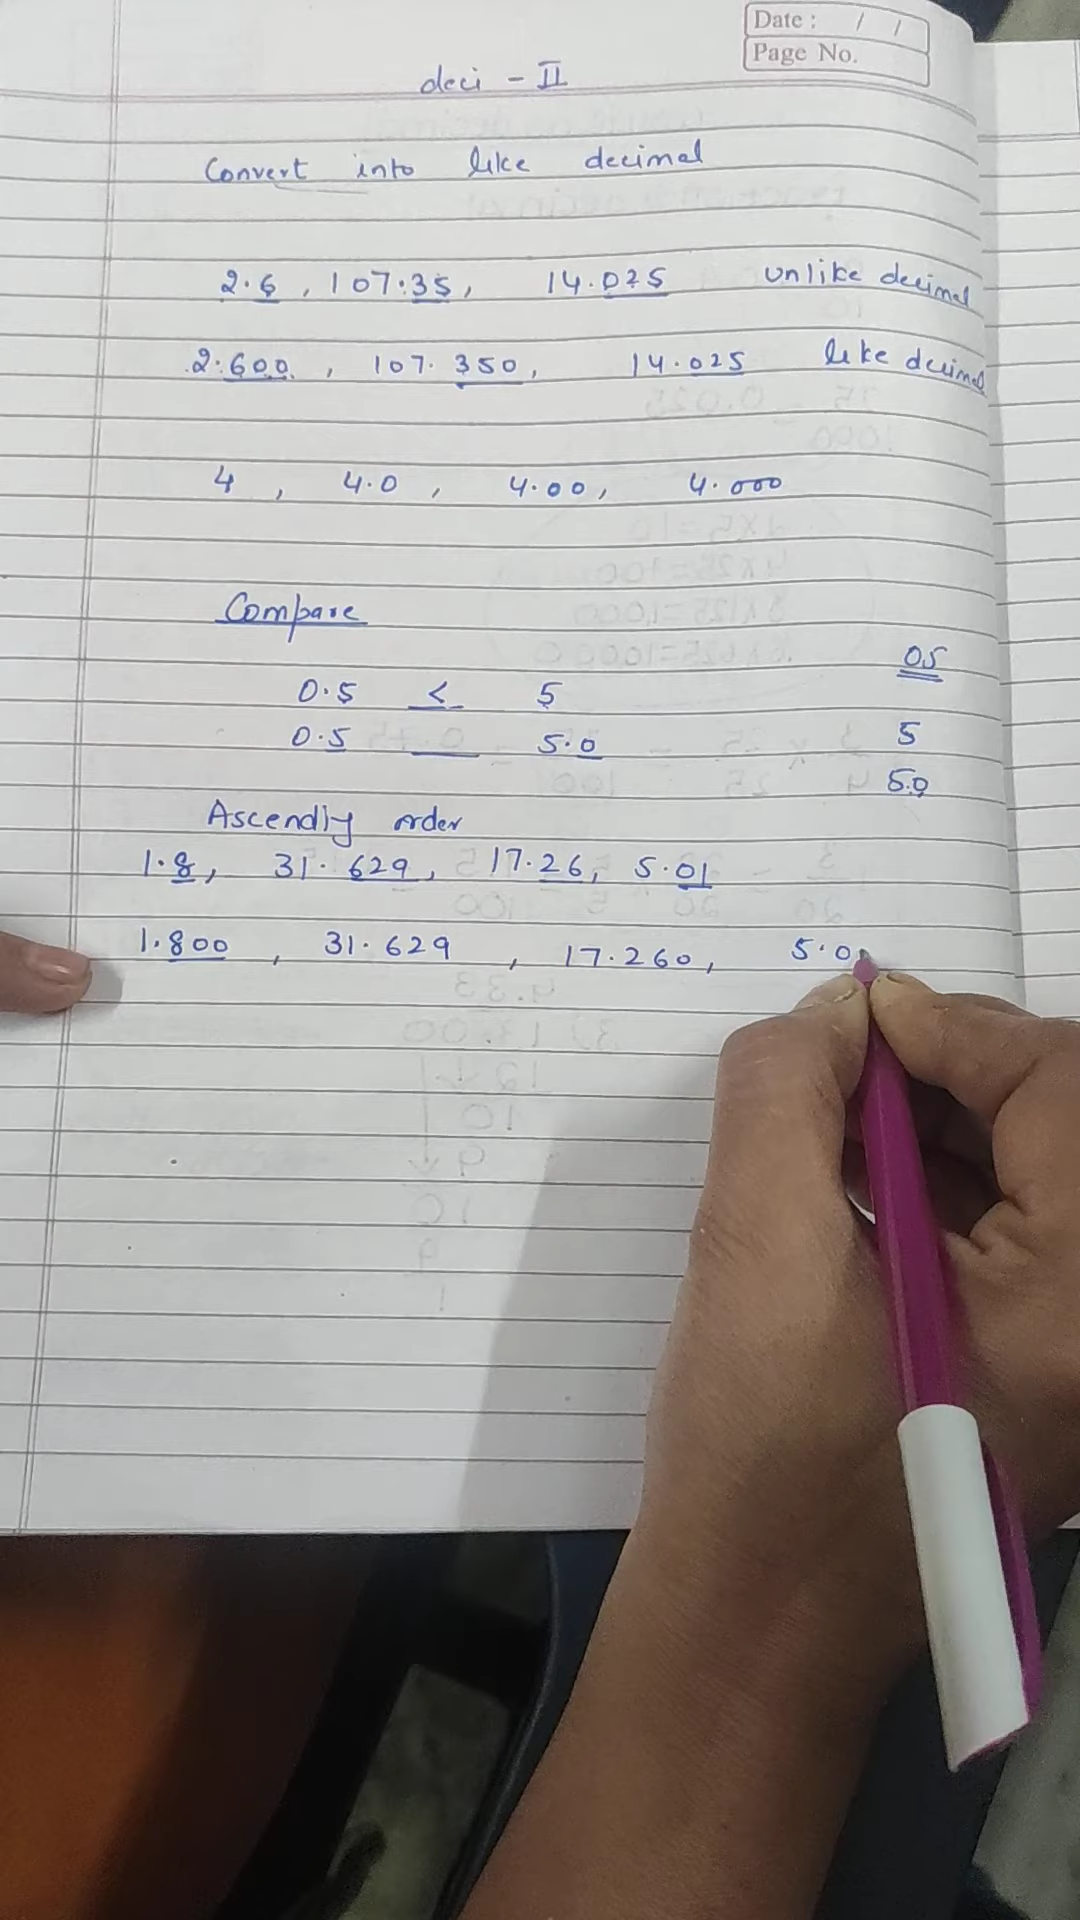 Date : / /
Page No.
deci - II
Convert into like decimal
2.6 , 107.35, 14.025 unlike decimal
2.600 , 107.350, 14.025 like decimal
4 , 4.0 , 4.00, 4.000
Compare
05
0.5 < 5
0.5 __ 5.0 5
5.0
Ascendly order
1.8, 31.629, 17.26, 5.01
1.800 , 31.629 , 17.260, 5.0